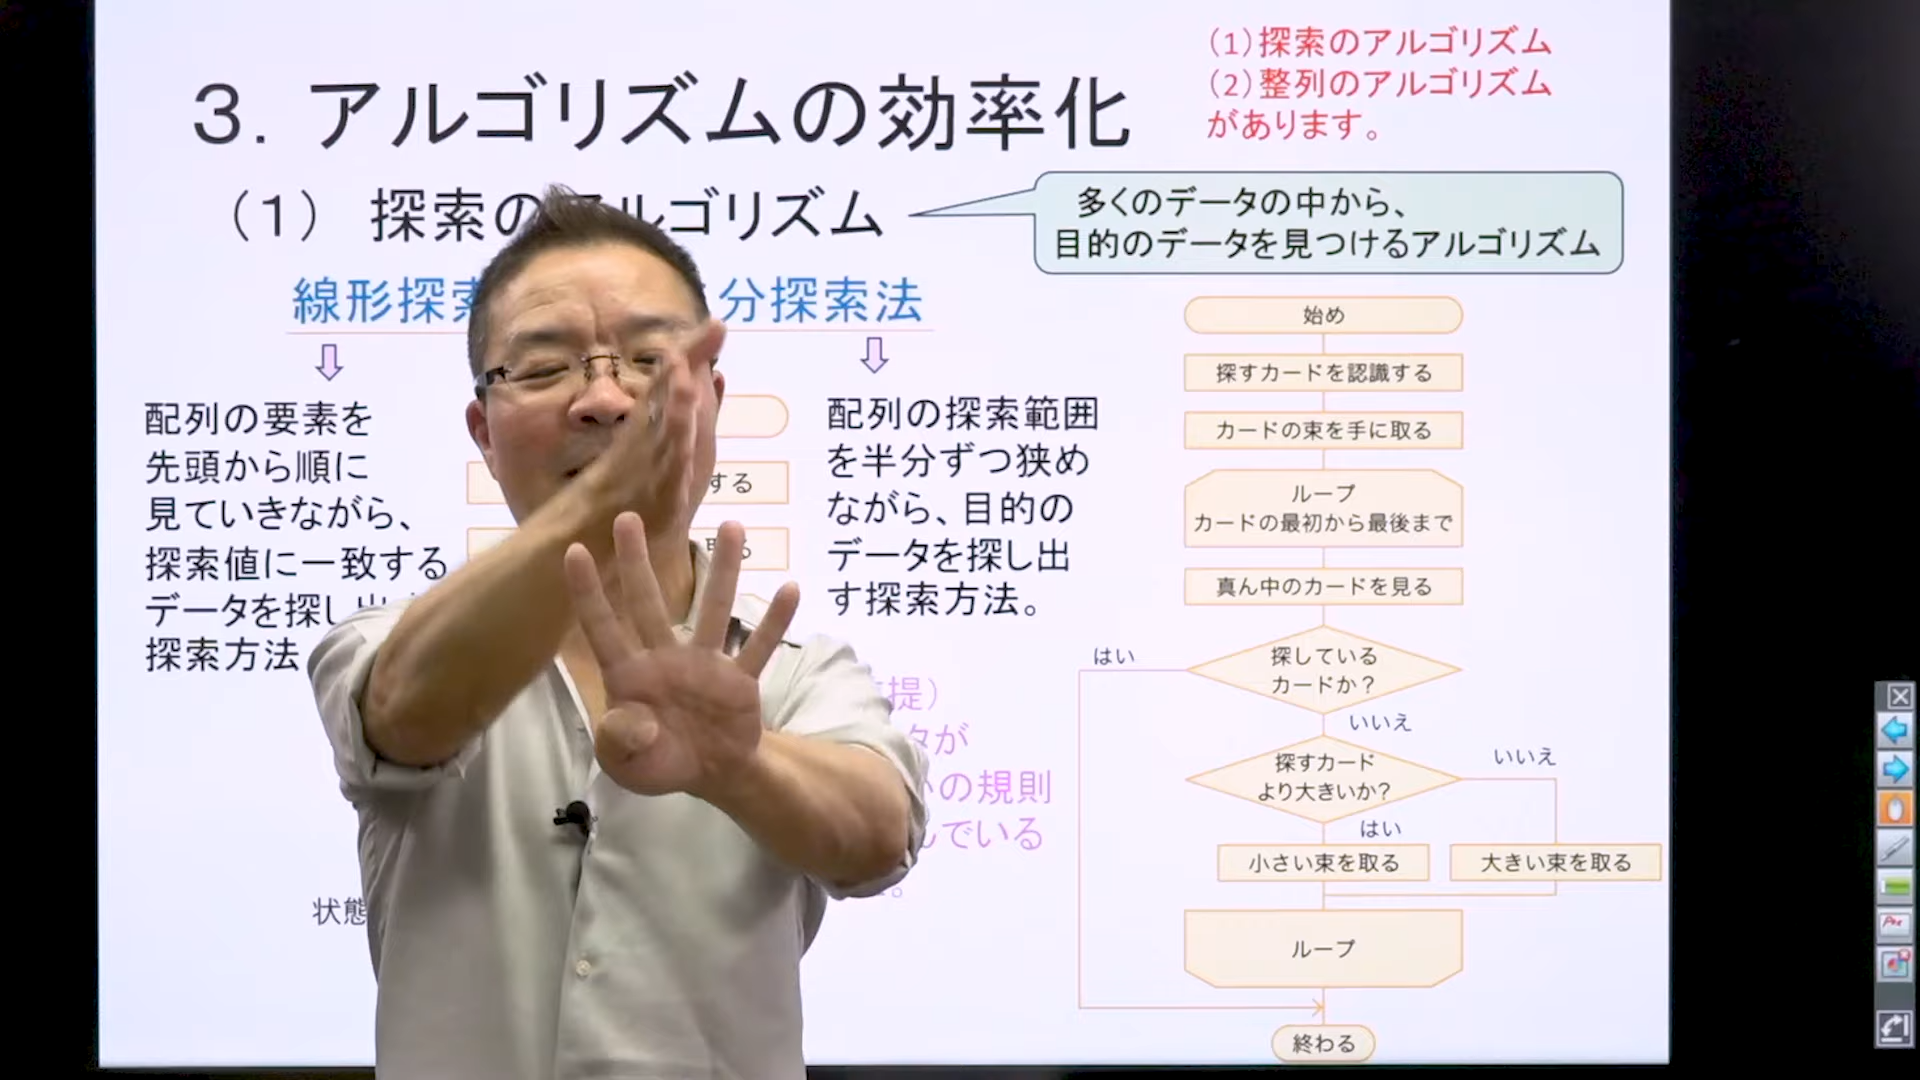 (1)探索のアルゴリズム
(2)整列のアルゴリズム
があります。
3. アルゴリズムの効率化
(1) 探索の ルゴリズム
多くのデータの中から、
目的のデータを見つけるアルゴリズム
線形探
分探索法
配列の要素を
先頭から順に
見ていきながら、
探索値に一致する
データを探し
探索方法
する
配列の探索範囲
を半分ずつ狭め
ながら、目的の
データを探し出
す探索方法。
提)
が
の規則
でいる
状態
始め
探すカードを認識する
カードの束を手に取る
ループ
カードの最初から最後まで
真ん中のカードを見る
探している
カードか？
はい
いいえ
探すカード
より大きいか?
いいえ
はい
小さい束を取る
大きい束を取る
ループ
終わる